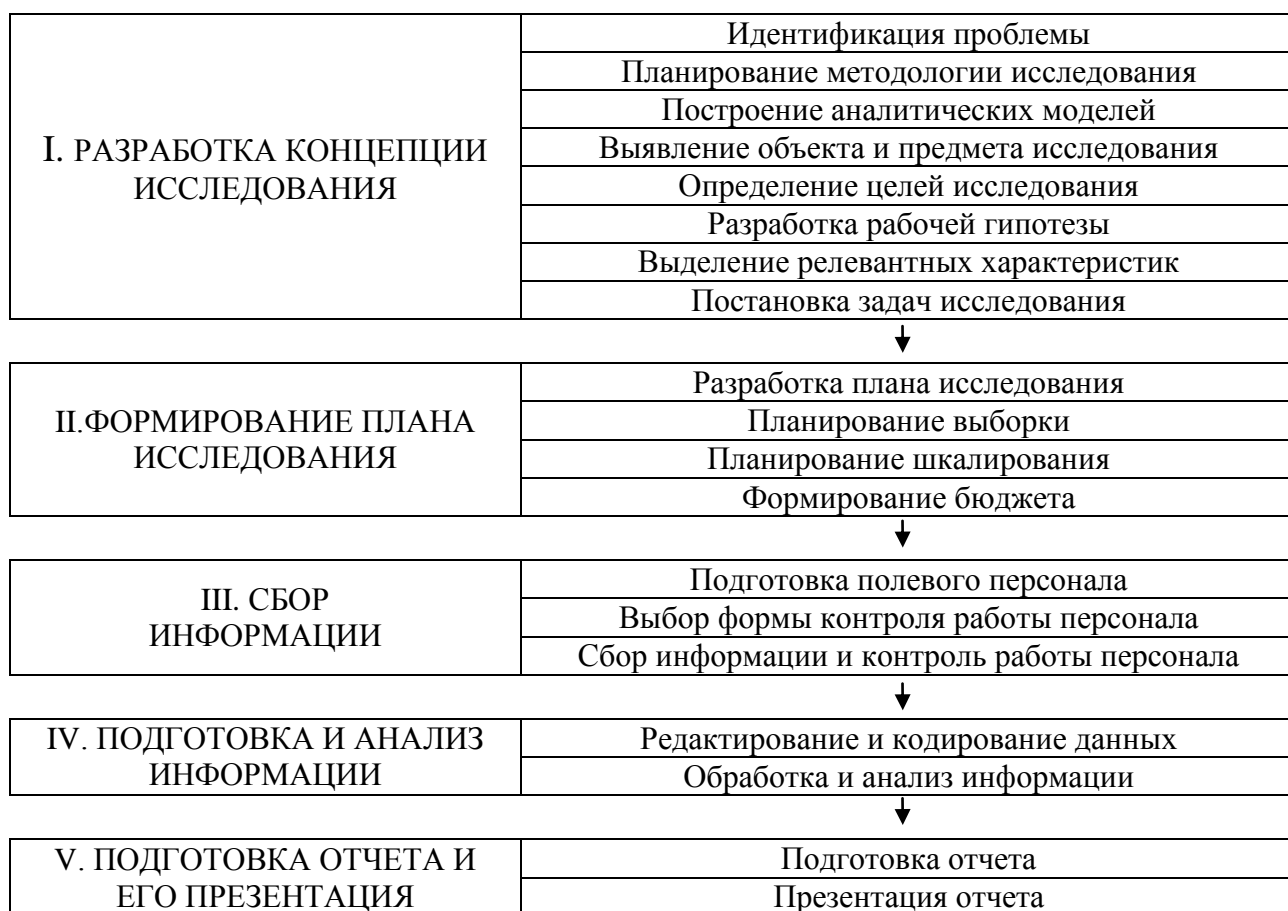 I. РАЗРАБОТКА КОНЦЕПЦИИ
ИССЛЕДОВАНИЯ
Идентификация проблемы
Планирование методологии исследования
Построение аналитических моделей
Выявление объекта и предмета исследования
Определение целей исследования
Разработка рабочей гипотезы
Выделение релевантных характеристик
Постановка задач исследования
II.ФОРМИРОВАНИЕ ПЛАНА
ИССЛЕДОВАНИЯ
Разработка плана исследования
Планирование выборки
Планирование шкалирования
Формирование бюджета
III. СБОР
ИНФОРМАЦИИ
Подготовка полевого персонала
Выбор формы контроля работы персонала
Сбор информации и контроль работы персонала
IV. ПОДГОТОВКА И АНАЛИЗ
ИНФОРМАЦИИ
Редактирование и кодирование данных
Обработка и анализ информации
V. ПОДГОТОВКА ОТЧЕТА И
ЕГО ПРЕЗЕНТАЦИЯ
Подготовка отчета
Презентация отчета